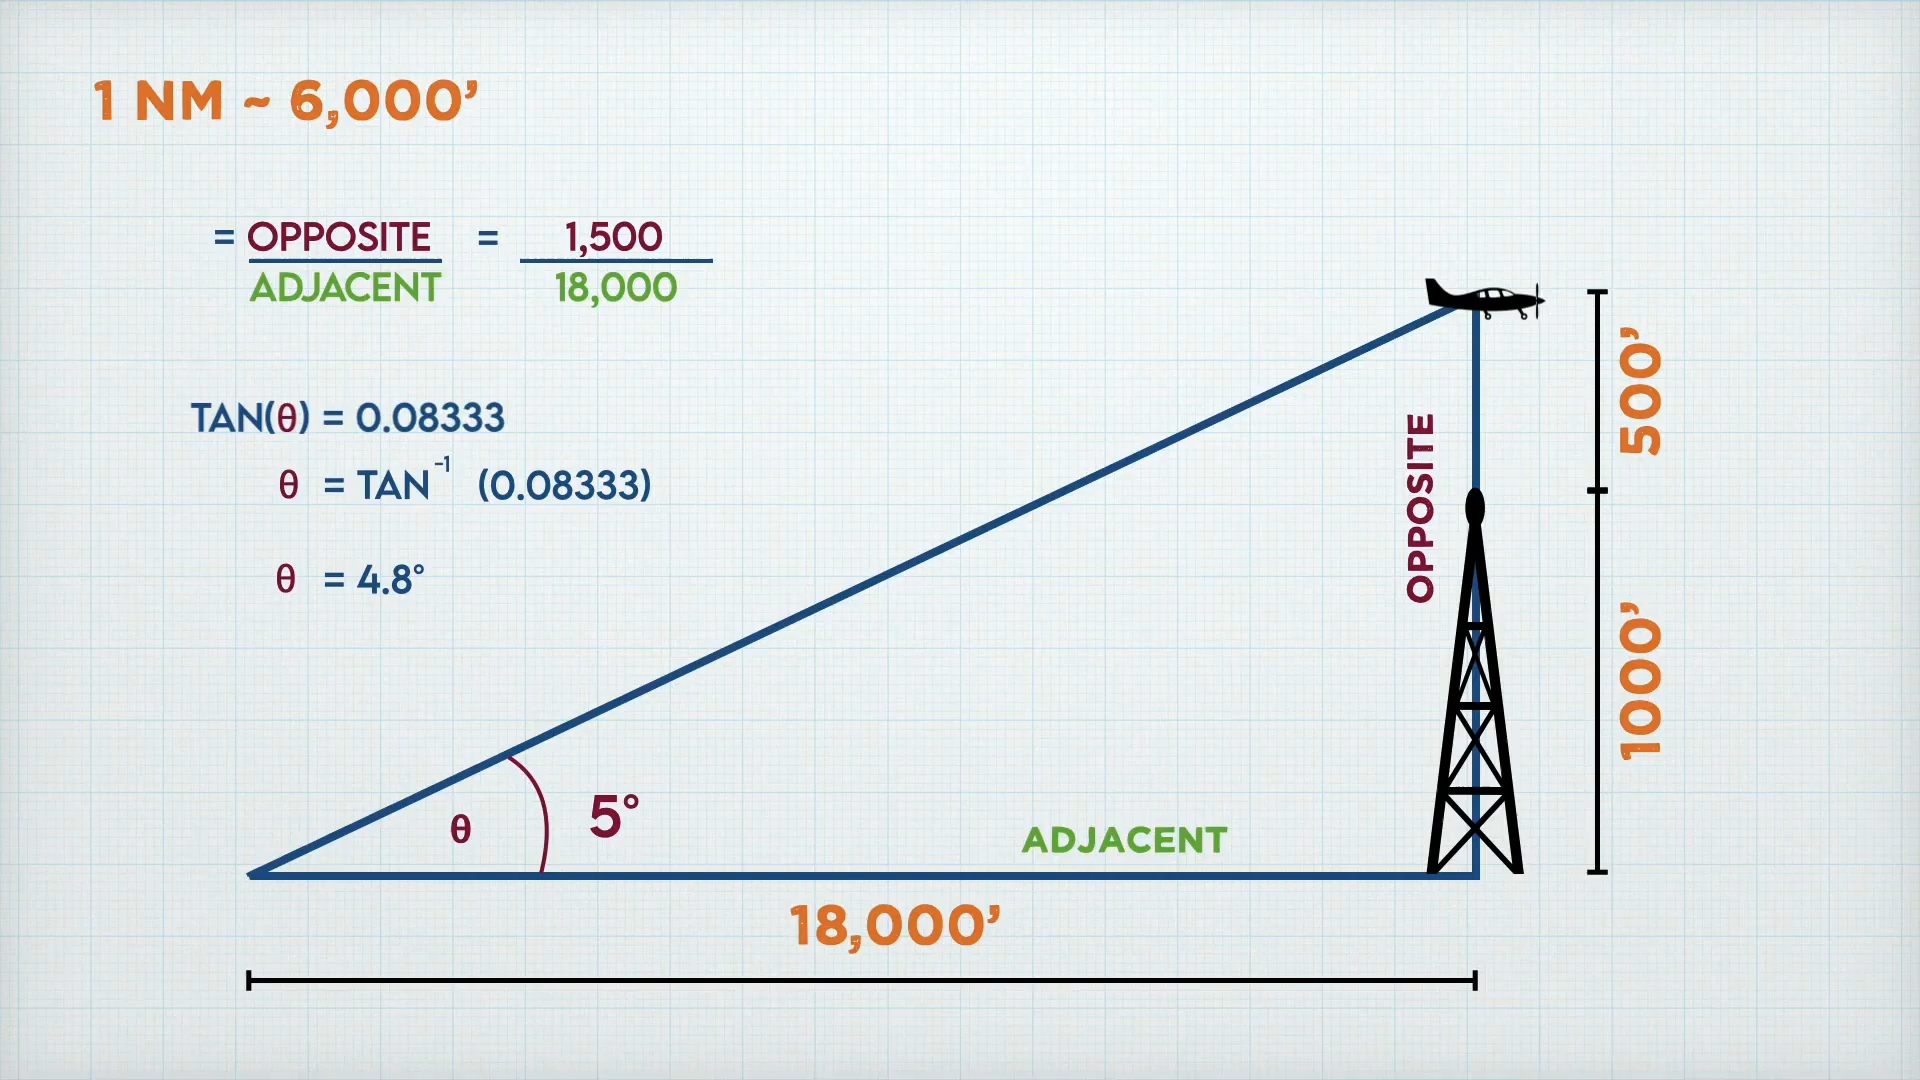 1 NM ~ 6,000’
= OPPOSITE = 1,500
ADJACENT 18,000
TAN(θ) = 0.08333
θ = TAN⁻¹ (0.08333)
θ = 4.8°
500’
OPPOSITE
1000’
θ 5°
ADJACENT
18,000’